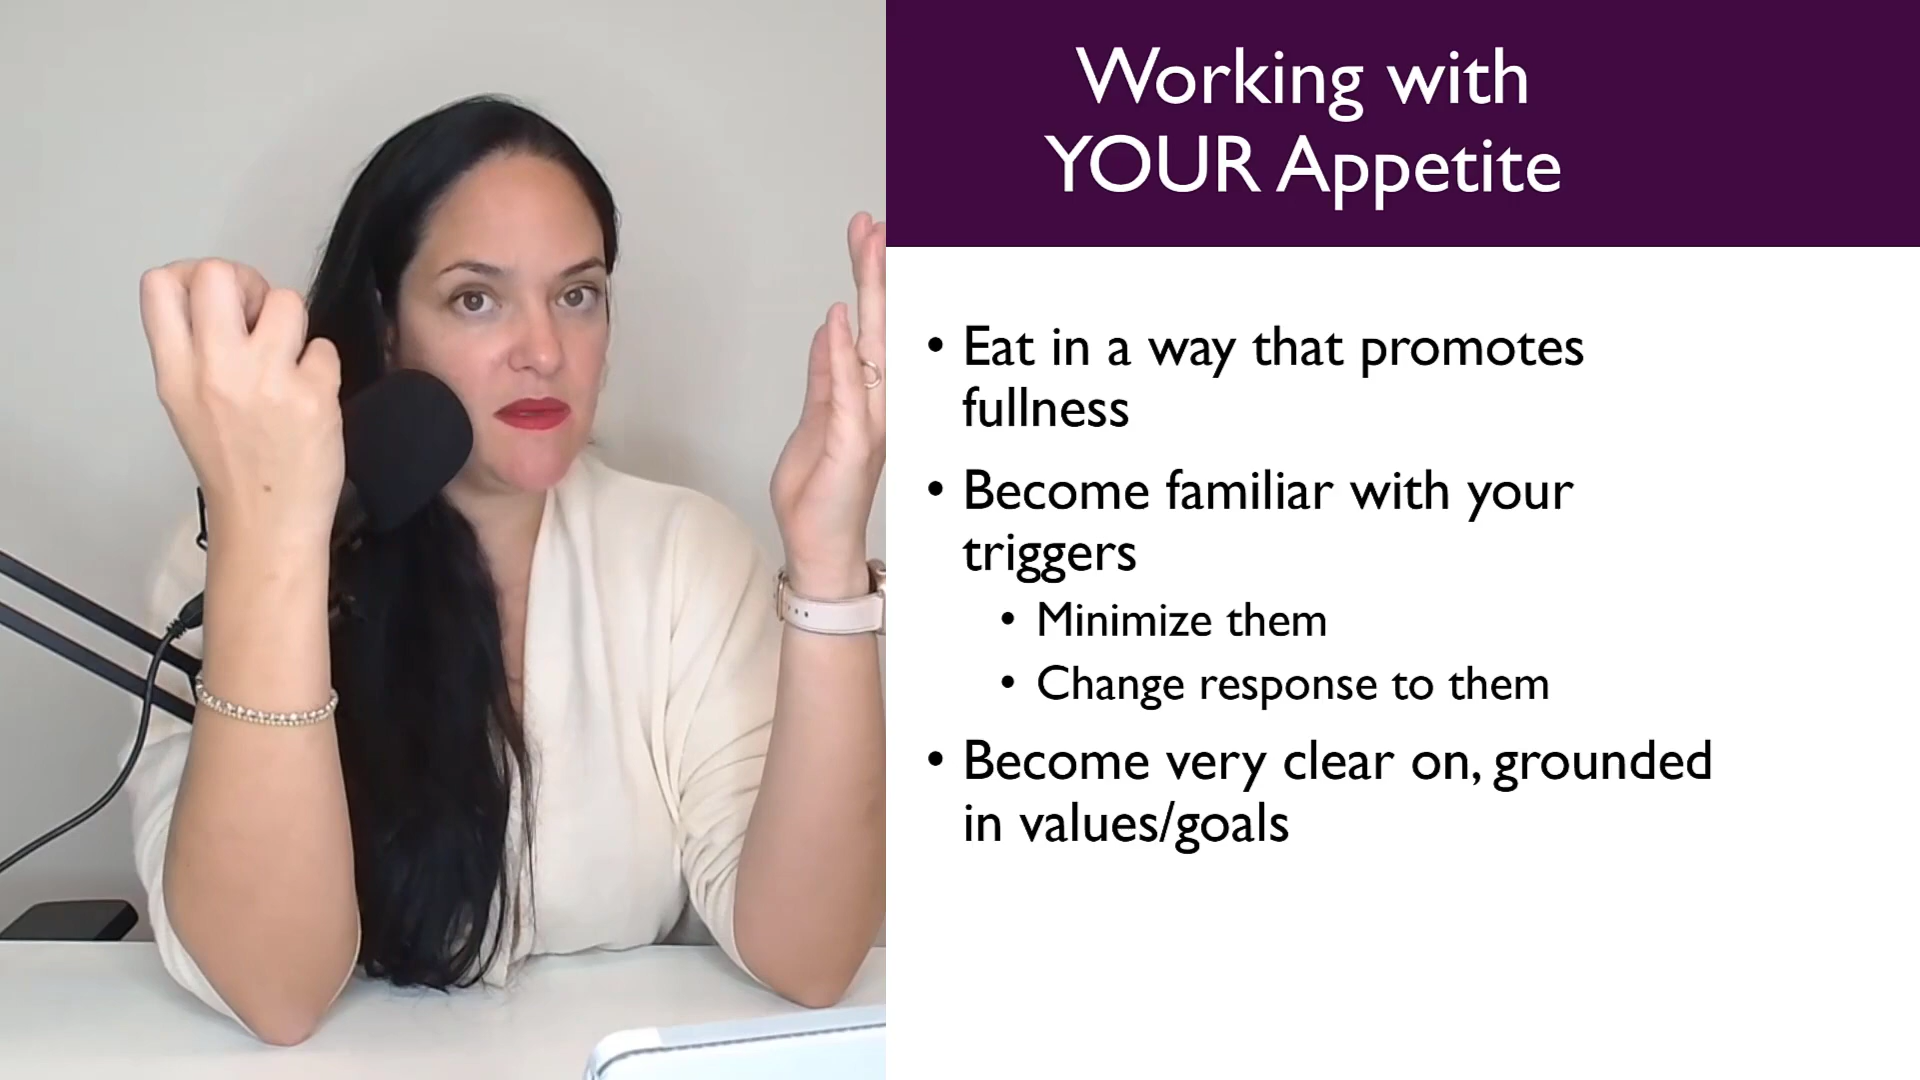 Working with
YOUR Appetite
• Eat in a way that promotes
fullness
• Become familiar with your
triggers
• Minimize them
• Change response to them
• Become very clear on, grounded
in values/goals